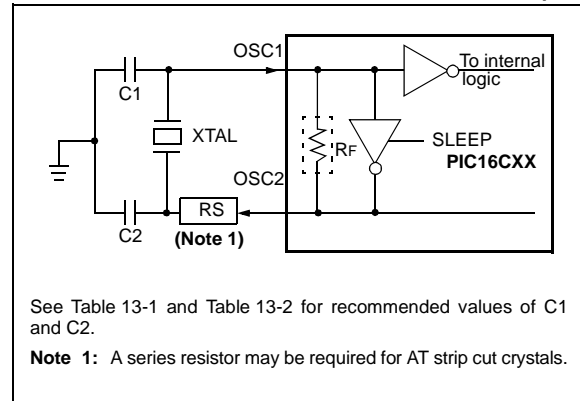 OSC1
To internal
logic
C1
XTAL
RF
SLEEP
PIC16CXX
OSC2
RS
C2
(Note 1)
See Table 13-1 and Table 13-2 for recommended values of C1
and C2.
Note 1: A series resistor may be required for AT strip cut crystals.